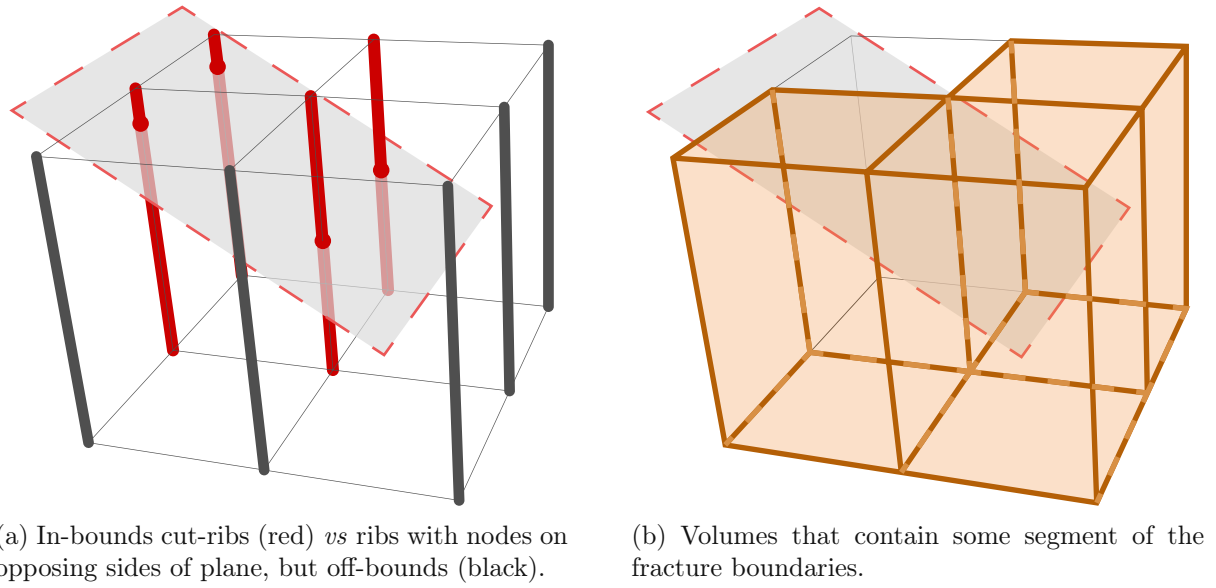 (a) In-bounds cut-ribs (red) vs ribs with nodes on
opposing sides of plane, but off-bounds (black).
(b) Volumes that contain some segment of the
fracture boundaries.